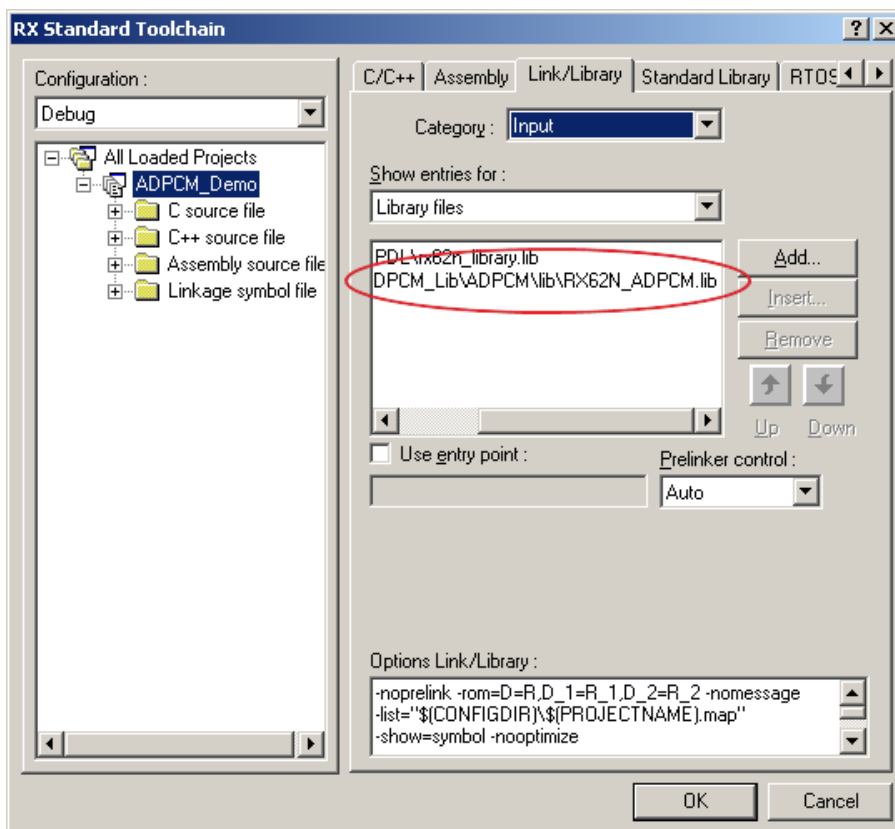 RX Standard Toolchain
Configuration :
Debug
All Loaded Projects
ADPCM_Demo
C source file
C++ source file
Assembly source file
Linkage symbol file
C/C++ Assembly Link/Library Standard Library RTOS
Category : Input
Show entries for :
Library files
PDL\rx62n_library.lib
DPCM_Lib\ADPCM\lib\RX62N_ADPCM.lib
Add...
Insert...
Remove
Up Down
Use entry point :
Prelinker control :
Auto
Options Link/Library :
-noprelink -rom=D=R,D_1=R_1,D_2=R_2 -nomessage
-list="$(CONFIGDIR)\$(PROJECTNAME).map"
-show=symbol -nooptimize
OK Cancel